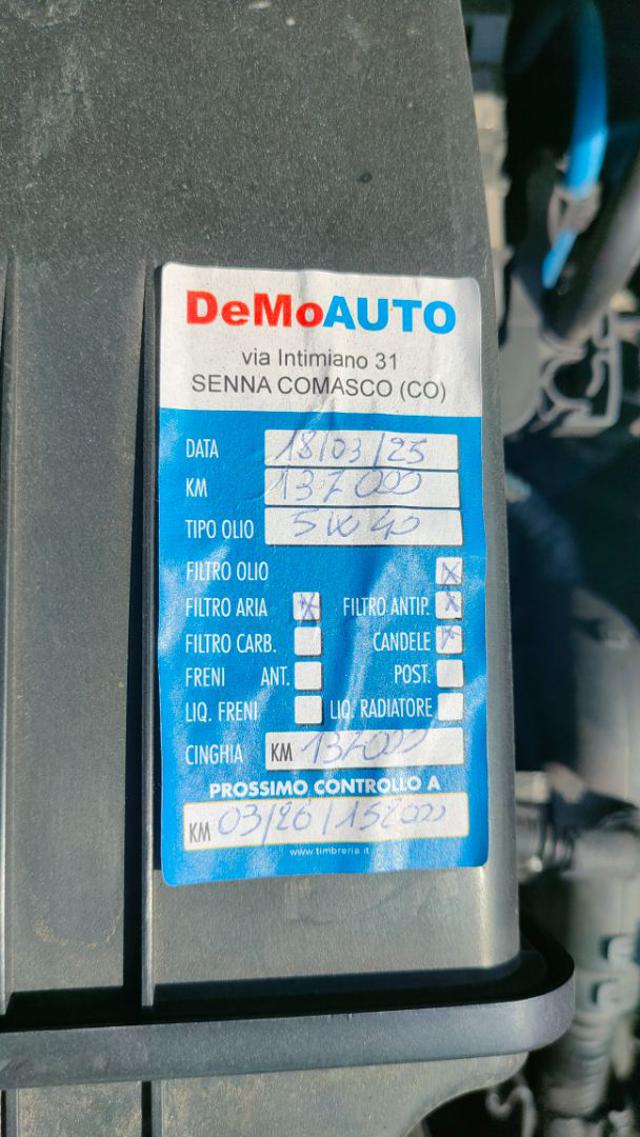 DeMoAUTO
via Intimiano 31
SENNA COMASCO (CO)
DATA 18/03/25
KM 137000
TIPO OLIO 5W40
FILTRO OLIO X
FILTRO ARIA X FILTRO ANTIP. X
FILTRO CARB. CANDELE X
FRENI ANT. POST.
LIQ. FRENI LIQ. RADIATORE
CINGHIA KM 137000
PROSSIMO CONTROLLO A
KM 03/26/152000
www.timbreria.it